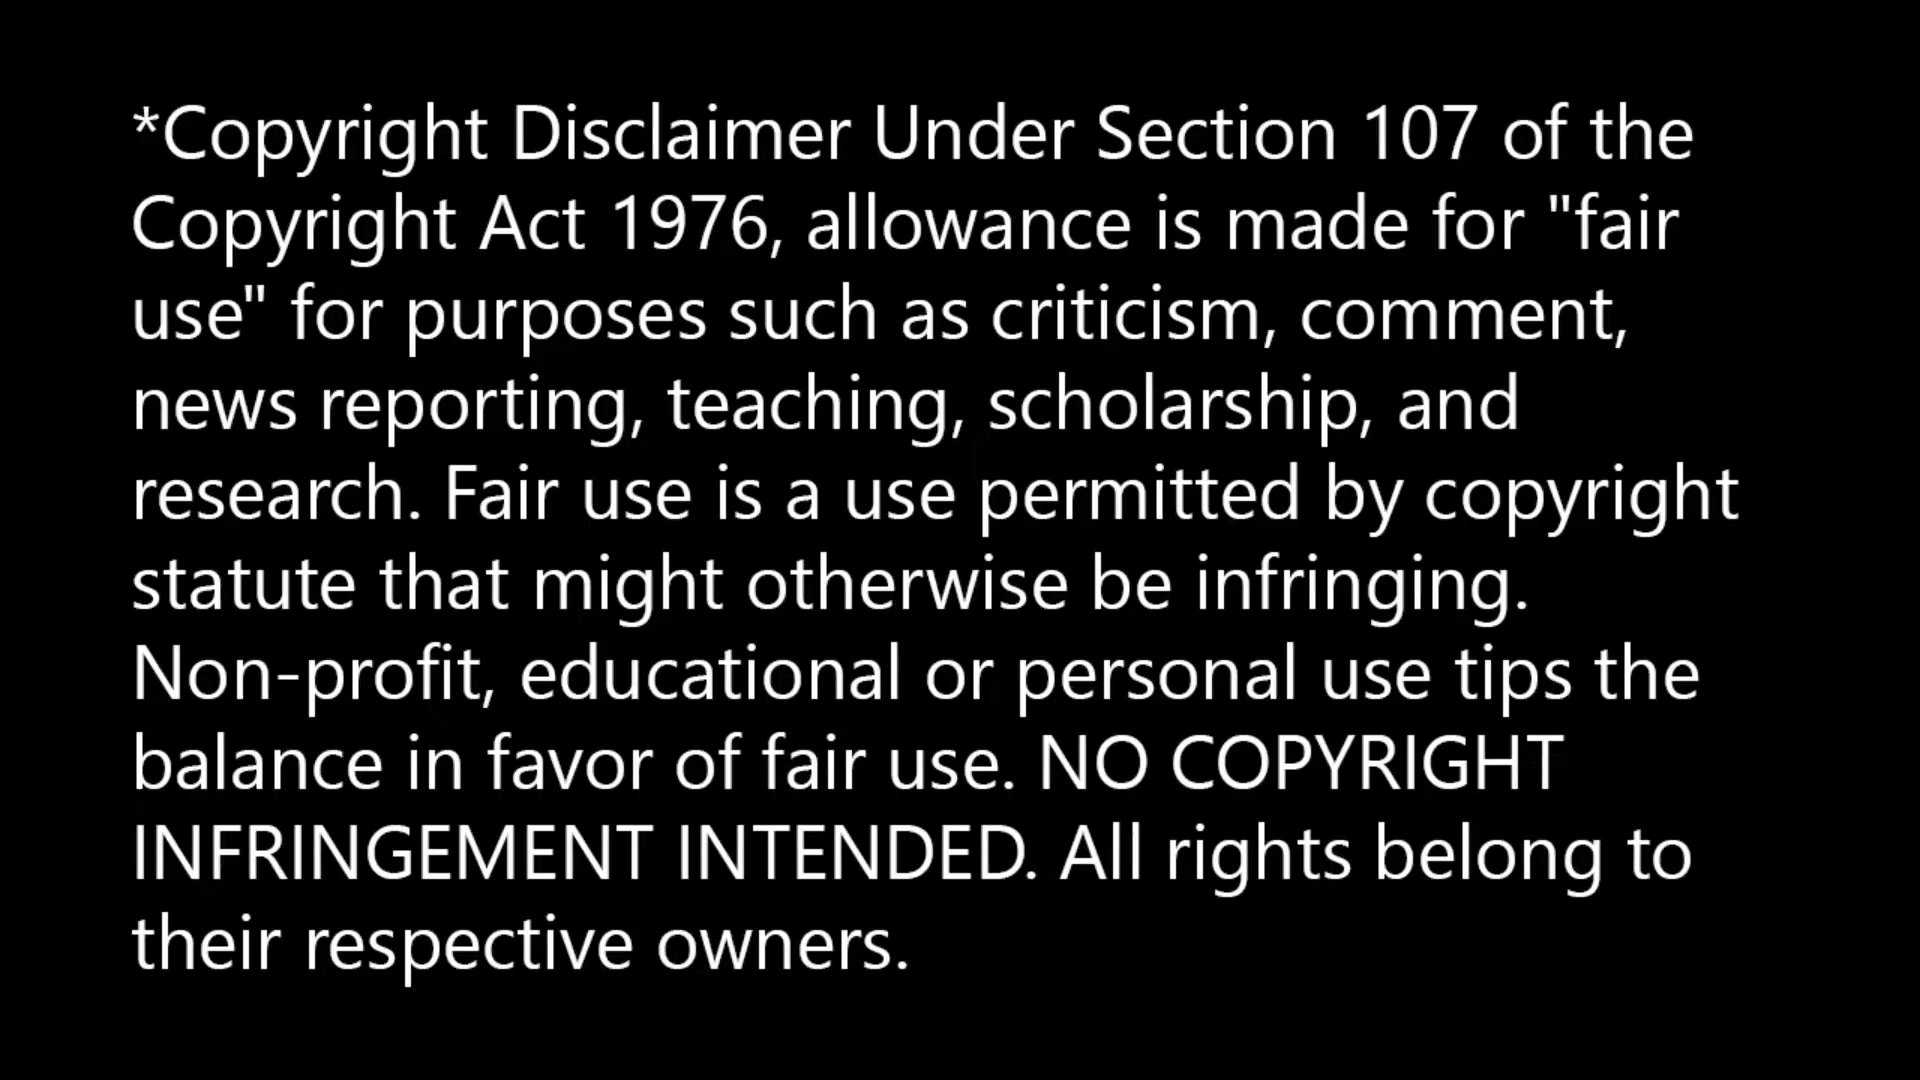 *Copyright Disclaimer Under Section 107 of the
Copyright Act 1976, allowance is made for "fair
use" for purposes such as criticism, comment,
news reporting, teaching, scholarship, and
research. Fair use is a use permitted by copyright
statute that might otherwise be infringing.
Non-profit, educational or personal use tips the
balance in favor of fair use. NO COPYRIGHT
INFRINGEMENT INTENDED. All rights belong to
their respective owners.